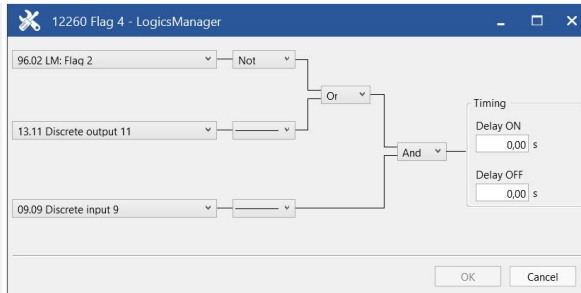 12260 Flag 4 - LogicsManager
96.02 LM: Flag 2
Not
Or
Timing
Delay ON
13.11 Discrete output 11
0,00 s
And
Delay OFF
0,00 s
09.09 Discrete input 9
OK
Cancel